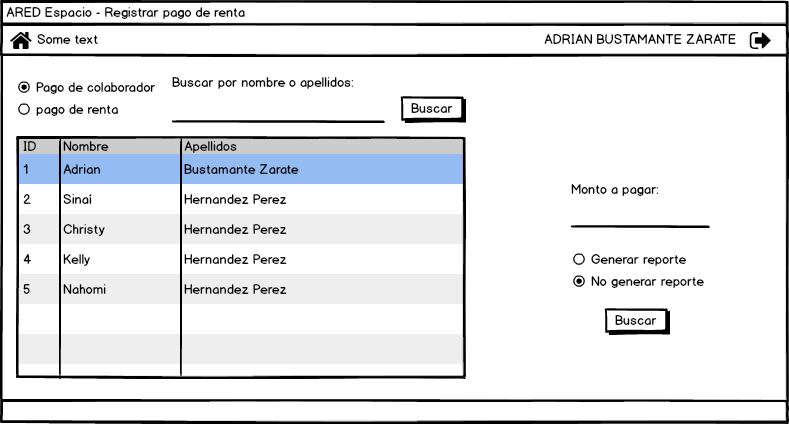 ARED Espacio - Registrar pago de renta
Some text
ADRIAN BUSTAMANTE ZARATE
Pago de colaborador
pago de renta
Buscar por nombre o apellidos:
Buscar
ID Nombre Apellidos
1 Adrian Bustamante Zarate
2 Sinaí Hernandez Perez
3 Christy Hernandez Perez
4 Kelly Hernandez Perez
5 Nahomi Hernandez Perez
Monto a pagar:
Generar reporte
No generar reporte
Buscar